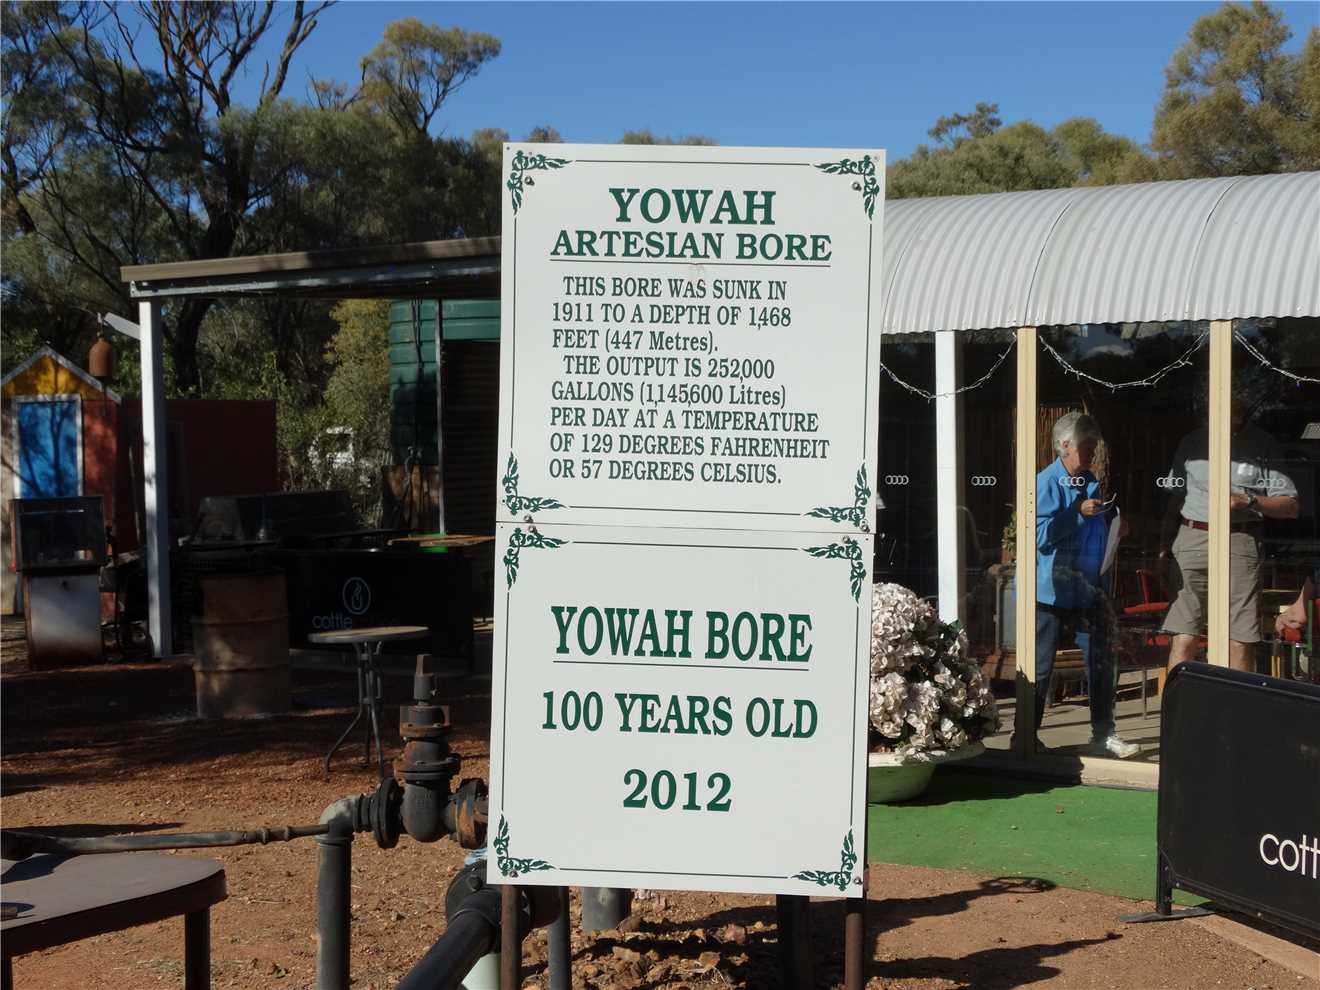 YOWAH
ARTESIAN BORE
THIS BORE WAS SUNK IN
1911 TO A DEPTH OF 1,468
FEET (447 Metres).
THE OUTPUT IS 252,000
GALLONS (1,145,600 Litres)
PER DAY AT A TEMPERATURE
OF 129 DEGREES FAHRENHEIT
OR 57 DEGREES CELSIUS.
YOWAH BORE
100 YEARS OLD
2012